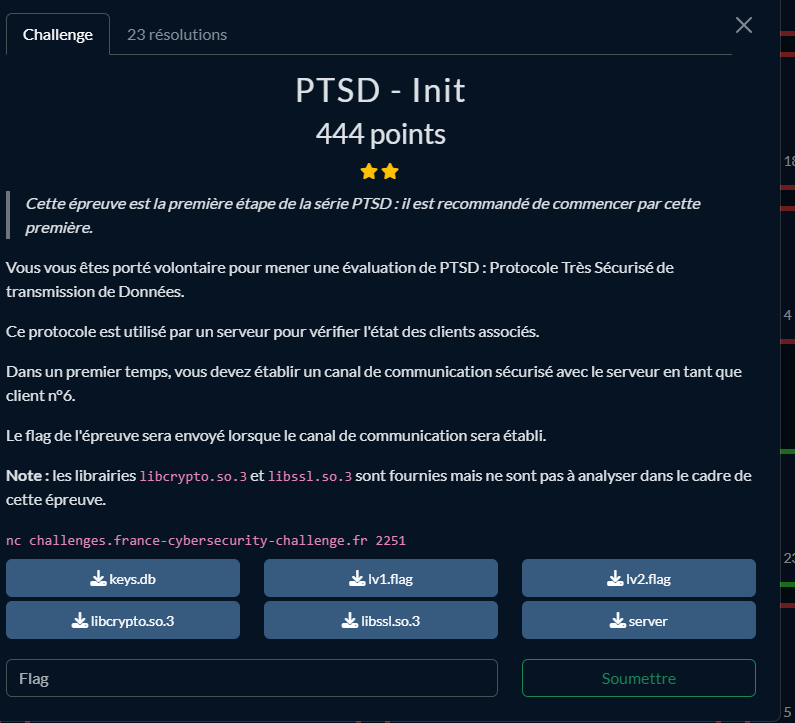 Challenge
23 résolutions
PTSD - Init
444 points
Cette épreuve est la première étape de la série PTSD : il est recommandé de commencer par cette
première.
Vous vous êtes porté volontaire pour mener une évaluation de PTSD : Protocole Très Sécurisé de
transmission de Données.
Ce protocole est utilisé par un serveur pour vérifier l'état des clients associés.
Dans un premier temps, vous devez établir un canal de communication sécurisé avec le serveur en tant que
client n°6.
Le flag de l'épreuve sera envoyé lorsque le canal de communication sera établi.
Note : les librairies libcrypto.so.3 et libssl.so.3 sont fournies mais ne sont pas à analyser dans le cadre de
cette épreuve.
nc challenges.france-cybersecurity-challenge.fr 2251
keys.db
lv1.flag
lv2.flag
libcrypto.so.3
libssl.so.3
server
Flag
Soumettre
18
4
23
5